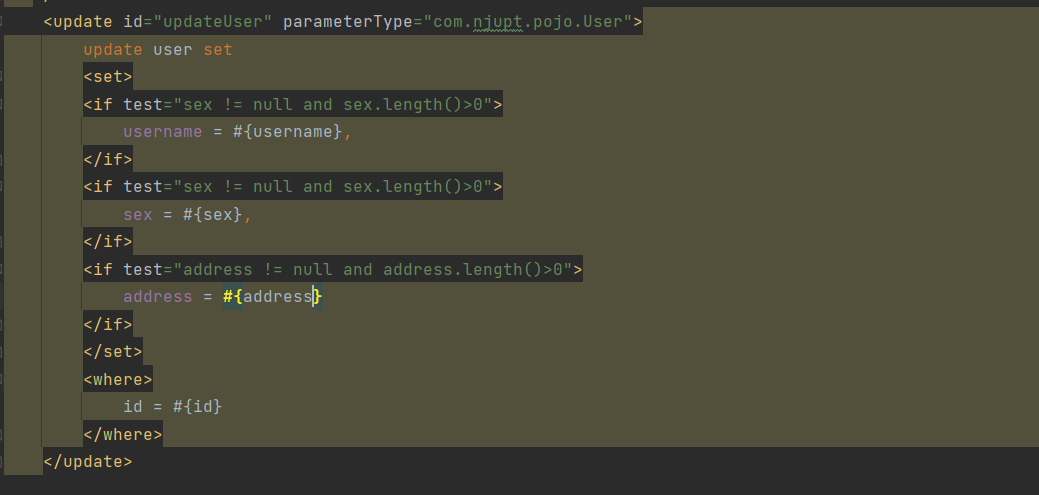 <update id="updateUser" parameterType="com.njupt.pojo.User">
update user set
<set>
<if test="sex != null and sex.length()>0">
username = #{username},
</if>
<if test="sex != null and sex.length()>0">
sex = #{sex},
</if>
<if test="address != null and address.length()>0">
address = #{address}
</if>
</set>
<where>
id = #{id}
</where>
</update>